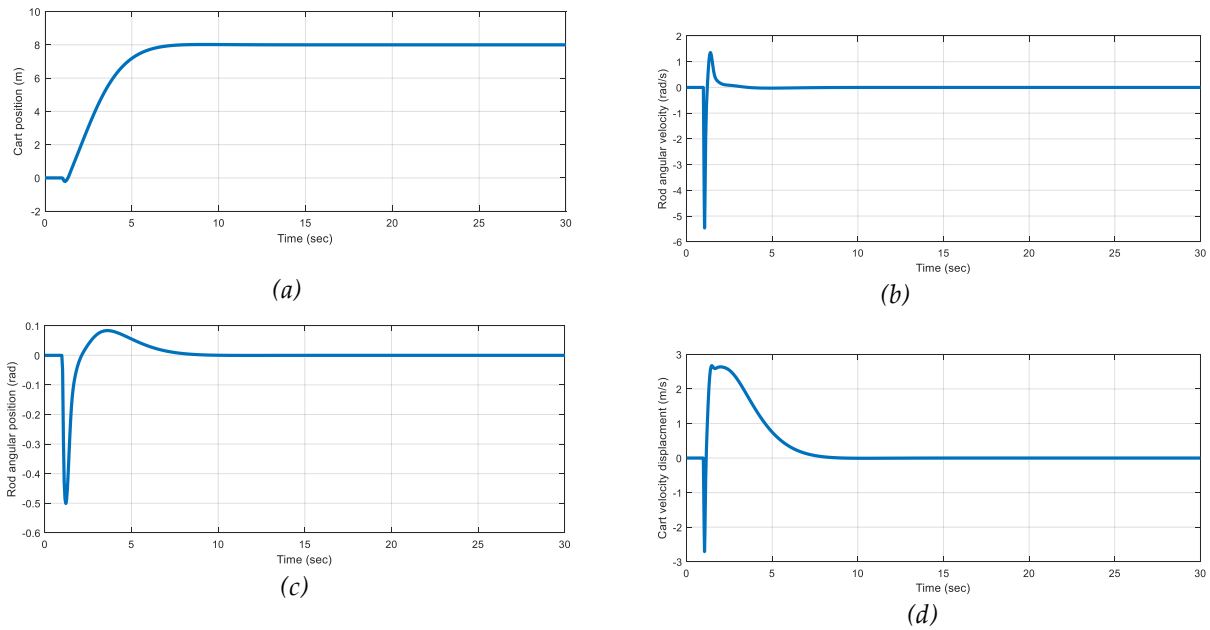 10
8
6
4
2
0
-2
0 5 10 15 20 25 30
Cart position (m)
Time (sec)
(a)
2
1
0
-1
-2
-3
-4
-5
-6
0 5 10 15 20 25 30
Rod angular velocity (rad/s)
Time (sec)
(b)
0.1
0
-0.1
-0.2
-0.3
-0.4
-0.5
-0.6
0 5 10 15 20 25 30
Rod angular position (rad)
Time (sec)
(c)
3
2
1
0
-1
-2
-3
0 5 10 15 20 25 30
Cart velocity displacment (m/s)
Time (sec)
(d)